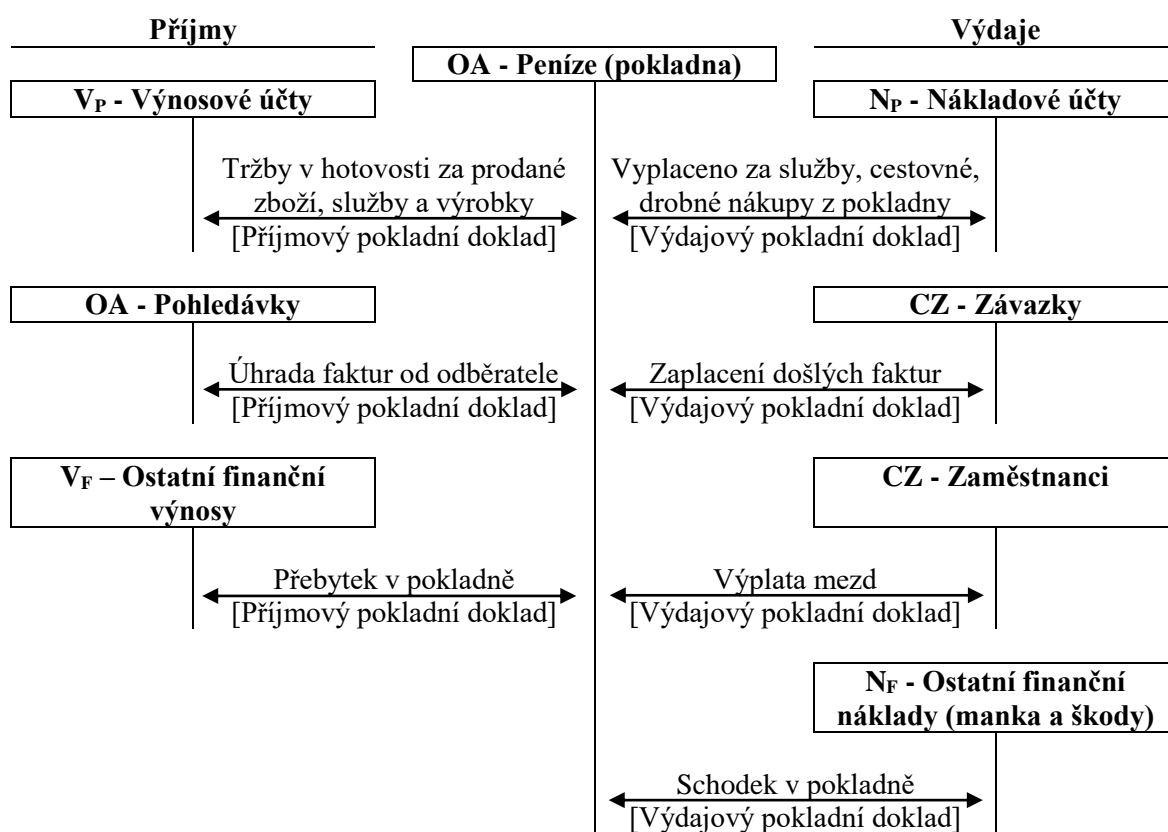 Příjmy
Výdaje
OA - Peníze (pokladna)
VP - Výnosové účty
NP - Nákladové účty
Tržby v hotovosti za prodané
zboží, služby a výrobky
[Příjmový pokladní doklad]
Vyplaceno za služby, cestovné,
drobné nákupy z pokladny
[Výdajový pokladní doklad]
OA - Pohledávky
CZ - Závazky
Úhrada faktur od odběratele
[Příjmový pokladní doklad]
Zaplacení došlých faktur
[Výdajový pokladní doklad]
VF – Ostatní finanční
výnosy
CZ - Zaměstnanci
Přebytek v pokladně
[Příjmový pokladní doklad]
Výplata mezd
[Výdajový pokladní doklad]
NF - Ostatní finanční
náklady (manka a škody)
Schodek v pokladně
[Výdajový pokladní doklad]